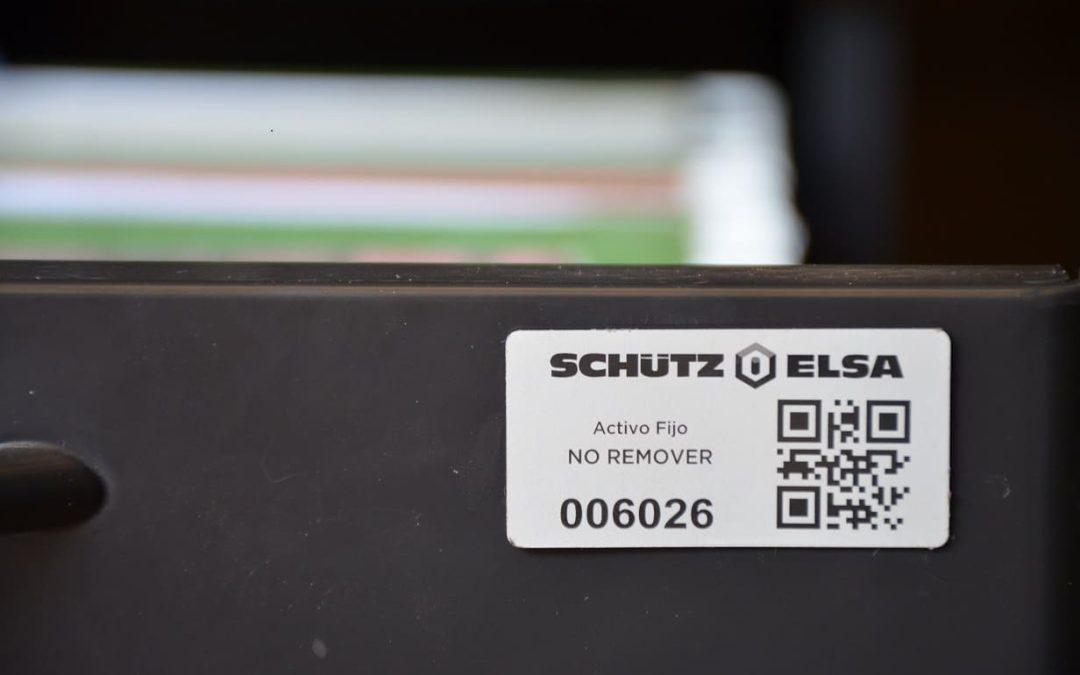 SCHÜTZ ELSA
Activo Fijo
NO REMOVER
006026